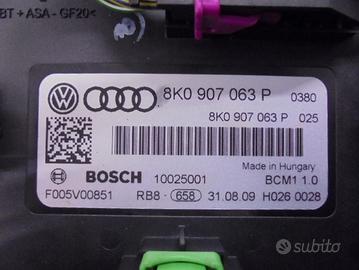 BT + ASA - GF20<
8K0 907 063 P 0380
8K0 907 063 P 025
Made in Hungary
BOSCH 10025001 BCM1 1.0
F005V00851 RB8 - 658 31.08.09 H026 0028
subito